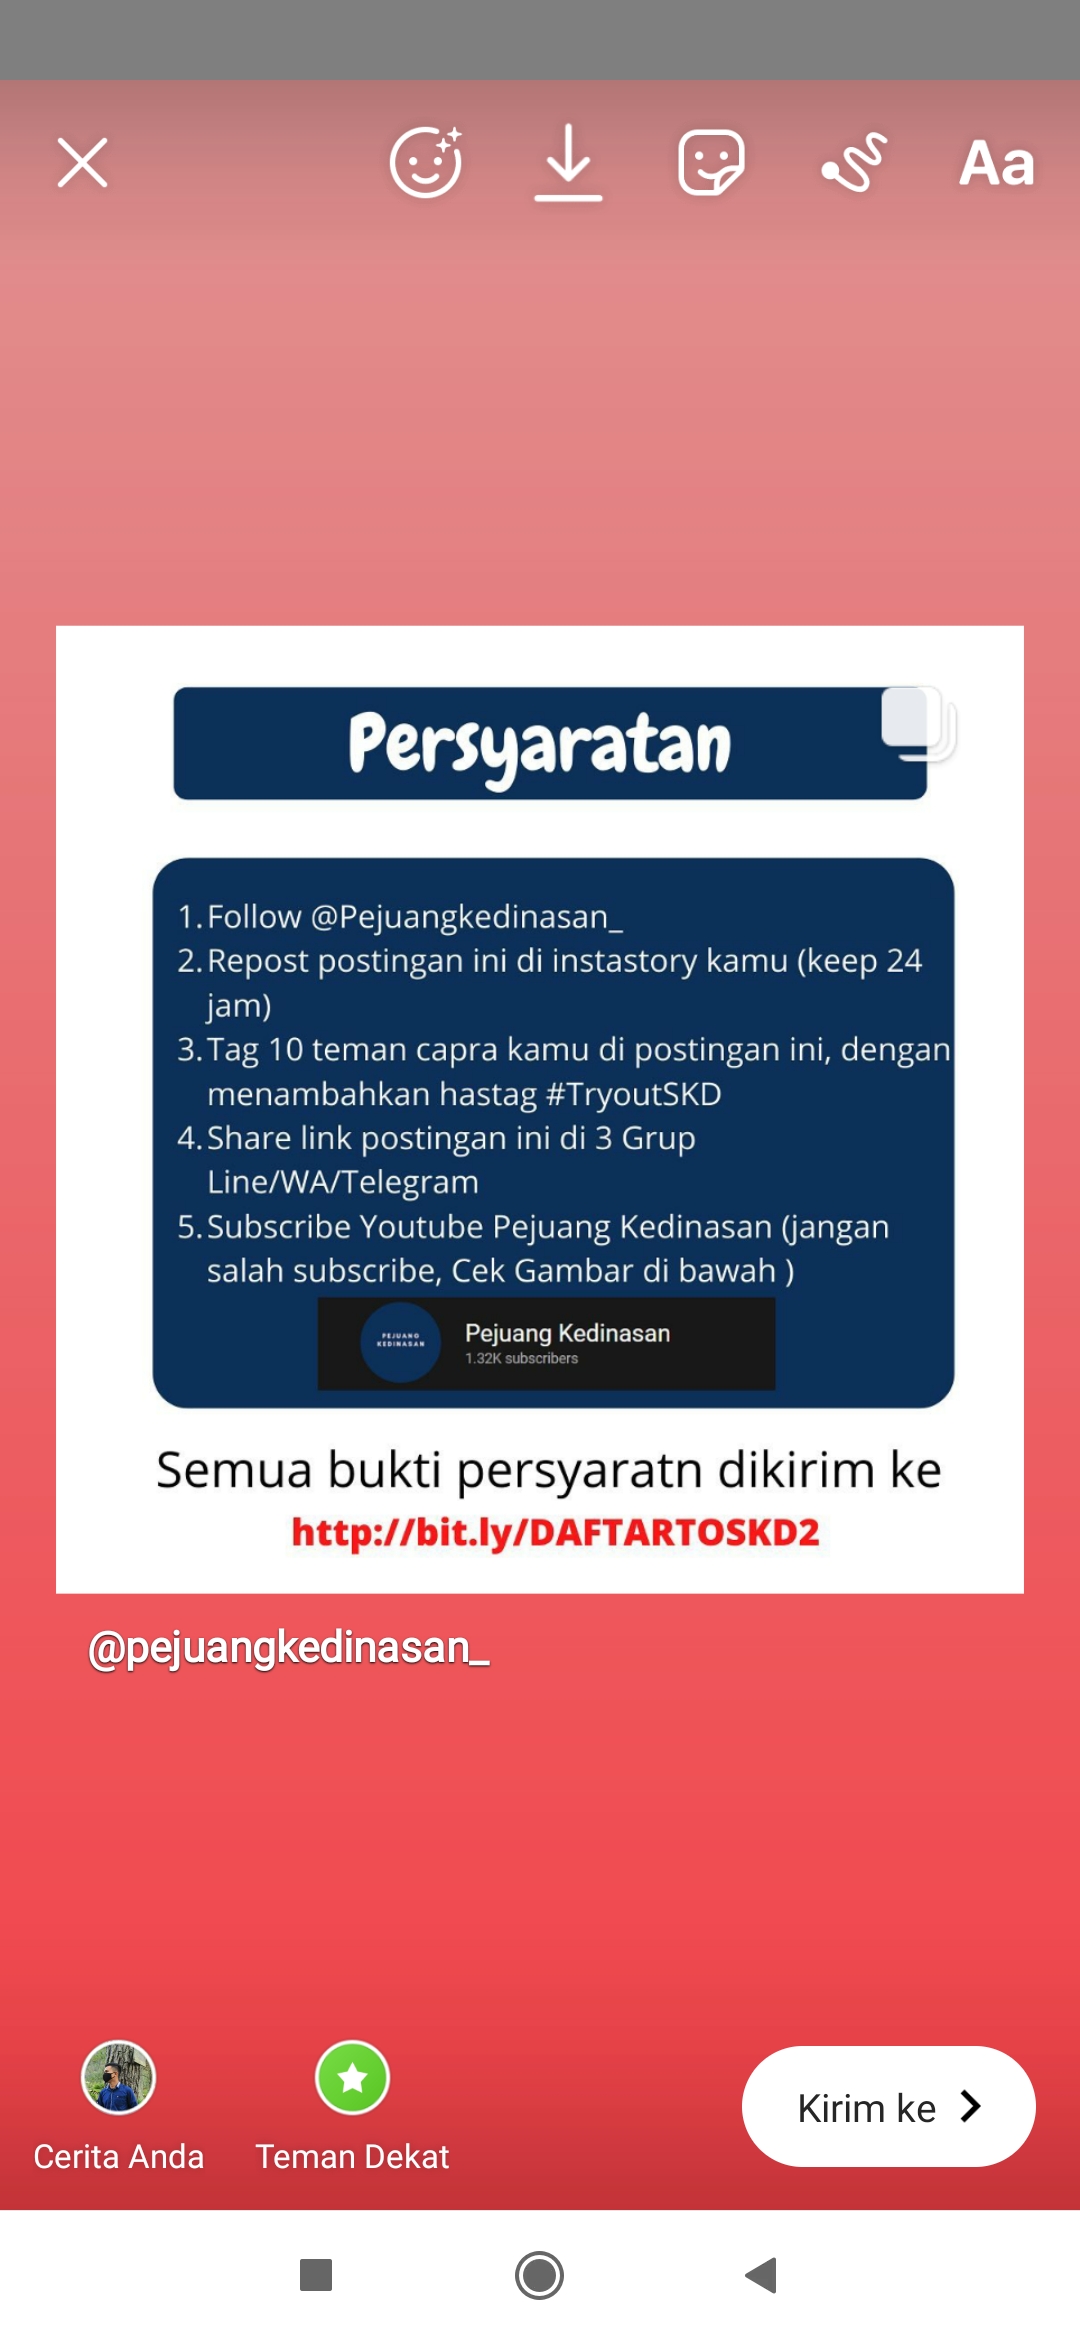 Aa
Persyaratan
1. Follow @Pejuangkedinasan_
2. Repost postingan ini di instastory kamu (keep 24
jam)
3. Tag 10 teman capra kamu di postingan ini, dengan
menambahkan hastag #TryoutSKD
4. Share link postingan ini di 3 Grup
Line/WA/Telegram
5. Subscribe Youtube Pejuang Kedinasan (jangan
salah subscribe, Cek Gambar di bawah )
PEJUANG
KEDINASAN
Pejuang Kedinasan
1.32K subscribers
Semua bukti persyaratn dikirim ke
http://bit.ly/DAFTARTOSKD2
@pejuangkedinasan_
Cerita Anda
Teman Dekat
Kirim ke